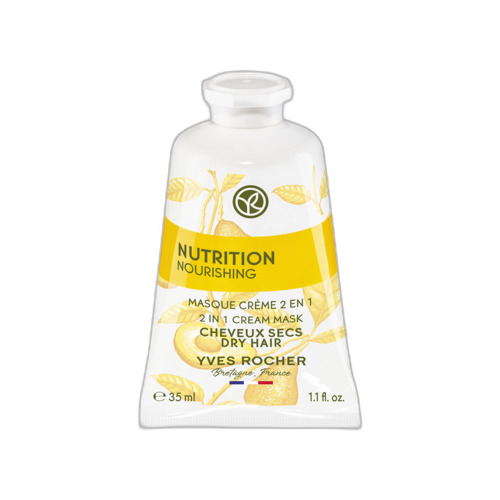 NUTRITION
NOURISHING
MASQUE CRÈME 2 EN 1
2 IN 1 CREAM MASK
CHEVEUX SECS
DRY HAIR
YVES ROCHER
Bretagne, France
℮ 35 ml 1.1 fl. oz.